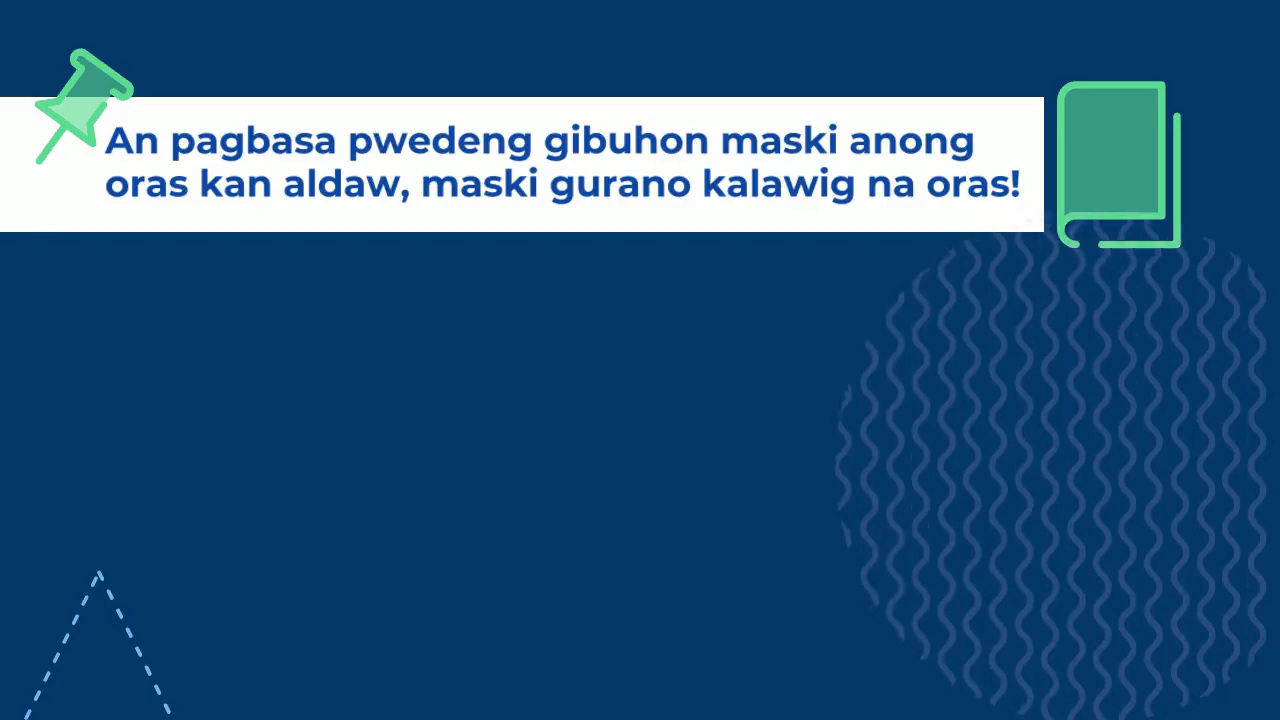 An pagbasa pwedeng gibuhon maski anong
oras kan aldaw, maski gurano kalawig na oras!